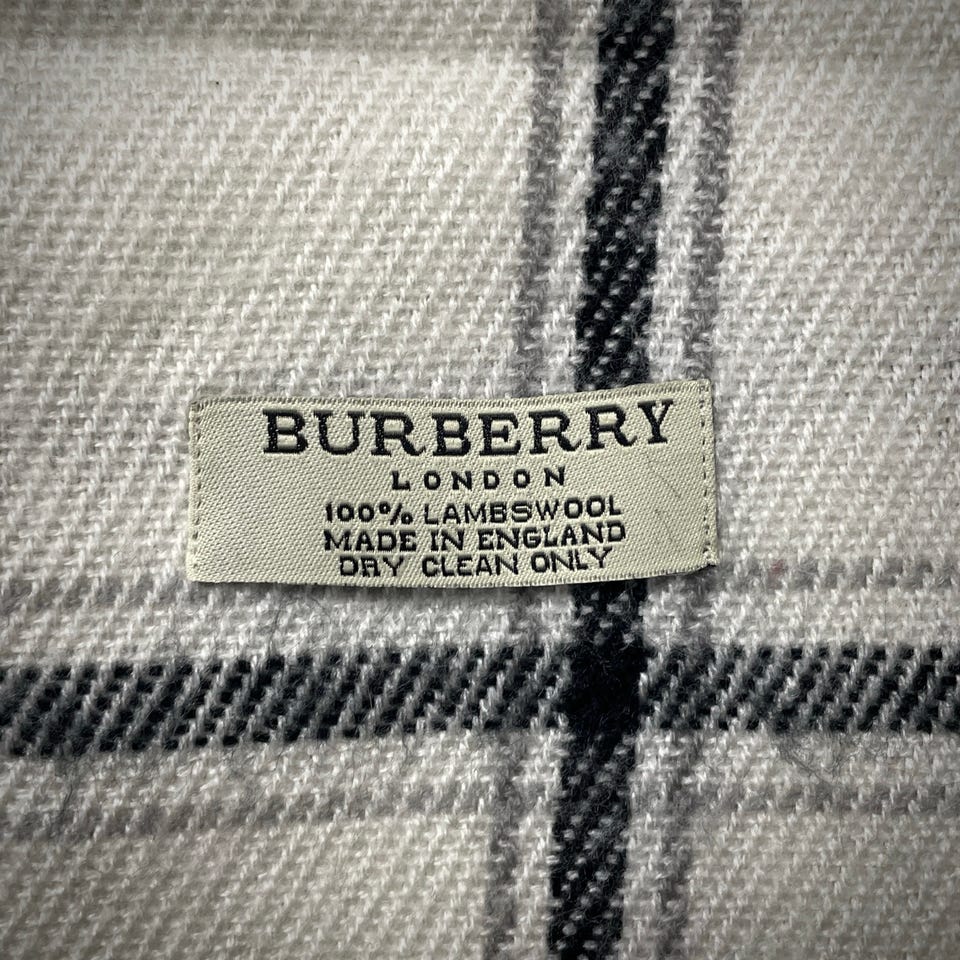 BURBERRY
LONDON
100% LAMBSWOOL
MADE IN ENGLAND
DRY CLEAN ONLY